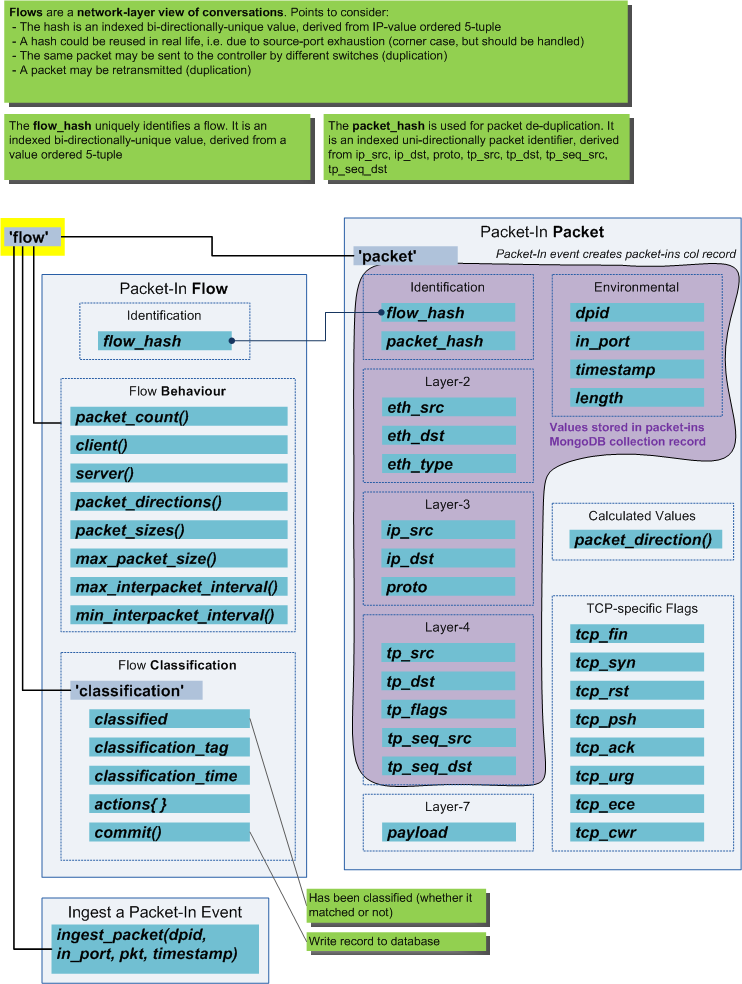 Flows are a network-layer view of conversations. Points to consider:
- The hash is an indexed bi-directionally-unique value, derived from IP-value ordered 5-tuple
- A hash could be reused in real life, i.e. due to source-port exhaustion (corner case, but should be handled)
- The same packet may be sent to the controller by different switches (duplication)
- A packet may be retransmitted (duplication)
The flow_hash uniquely identifies a flow. It is an
indexed bi-directionally-unique value, derived from a
value ordered 5-tuple
The packet_hash is used for packet de-duplication. It
is an indexed uni-directionally packet identifier, derived
from ip_src, ip_dst, proto, tp_src, tp_dst, tp_seq_src,
tp_seq_dst
'flow'
Packet-In Flow
Identification
flow_hash
Flow Behaviour
packet_count()
client()
server()
packet_directions()
packet_sizes()
max_packet_size()
max_interpacket_interval()
min_interpacket_interval()
Flow Classification
'classification'
classified
classification_tag
classification_time
actions{ }
commit()
Ingest a Packet-In Event
ingest_packet(dpid,
in_port, pkt, timestamp)
Packet-In Packet
'packet'
Packet-In event creates packet-ins col record
Identification
flow_hash
packet_hash
Layer-2
eth_src
eth_dst
eth_type
Layer-3
ip_src
ip_dst
proto
Layer-4
tp_src
tp_dst
tp_flags
tp_seq_src
tp_seq_dst
Layer-7
payload
Environmental
dpid
in_port
timestamp
length
Values stored in packet-ins
MongoDB collection record
Calculated Values
packet_direction()
TCP-specific Flags
tcp_fin
tcp_syn
tcp_rst
tcp_psh
tcp_ack
tcp_urg
tcp_ece
tcp_cwr
Has been classified (whether it
matched or not)
Write record to database